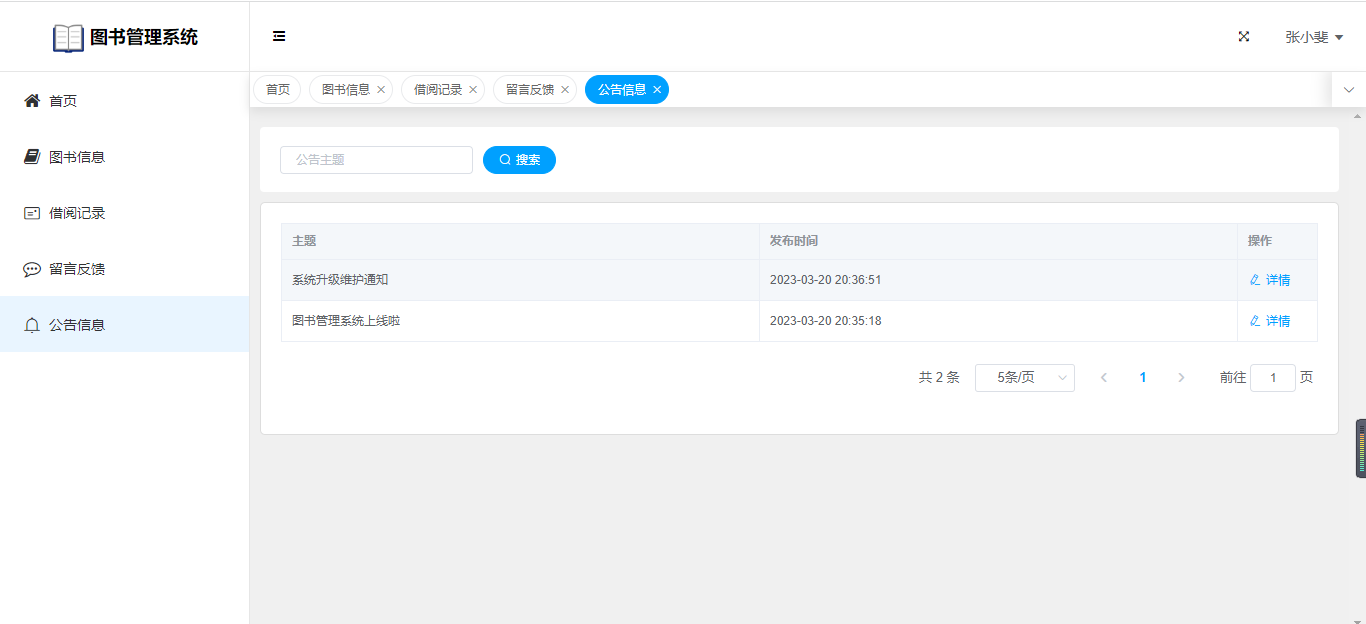 图书管理系统
张小斐
首页 图书信息 借阅记录 留言反馈 公告信息
首页
图书信息
借阅记录
留言反馈
公告信息
公告主题 搜索
主题 发布时间 操作
系统升级维护通知 2023-03-20 20:36:51 详情
图书管理系统上线啦 2023-03-20 20:35:18 详情
共 2 条 5条/页 1 前往 1 页